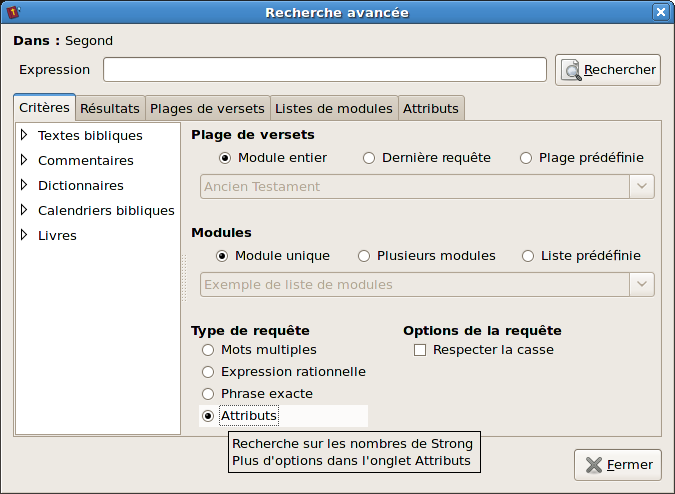 Recherche avancée
Dans : Segond
Expression
Rechercher
Critères
Résultats
Plages de versets
Listes de modules
Attributs
Textes bibliques
Commentaires
Dictionnaires
Calendriers bibliques
Livres
Plage de versets
Module entier
Dernière requête
Plage prédéfinie
Ancien Testament
Modules
Module unique
Plusieurs modules
Liste prédéfinie
Exemple de liste de modules
Type de requête
Mots multiples
Expression rationnelle
Phrase exacte
Attributs
Options de la requête
Respecter la casse
Recherche sur les nombres de Strong
Plus d'options dans l'onglet Attributs
Fermer